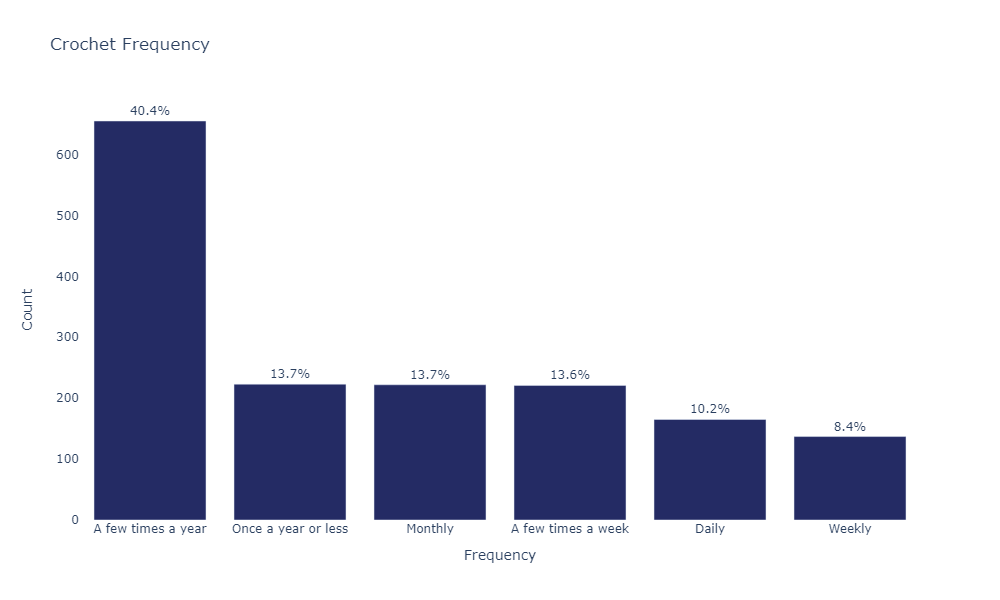 Crochet Frequency
40.4%
600
500
400
300
200
100
0
13.7%
13.7%
13.6%
10.2%
8.4%
Count
A few times a year
Once a year or less
Monthly
A few times a week
Daily
Weekly
Frequency